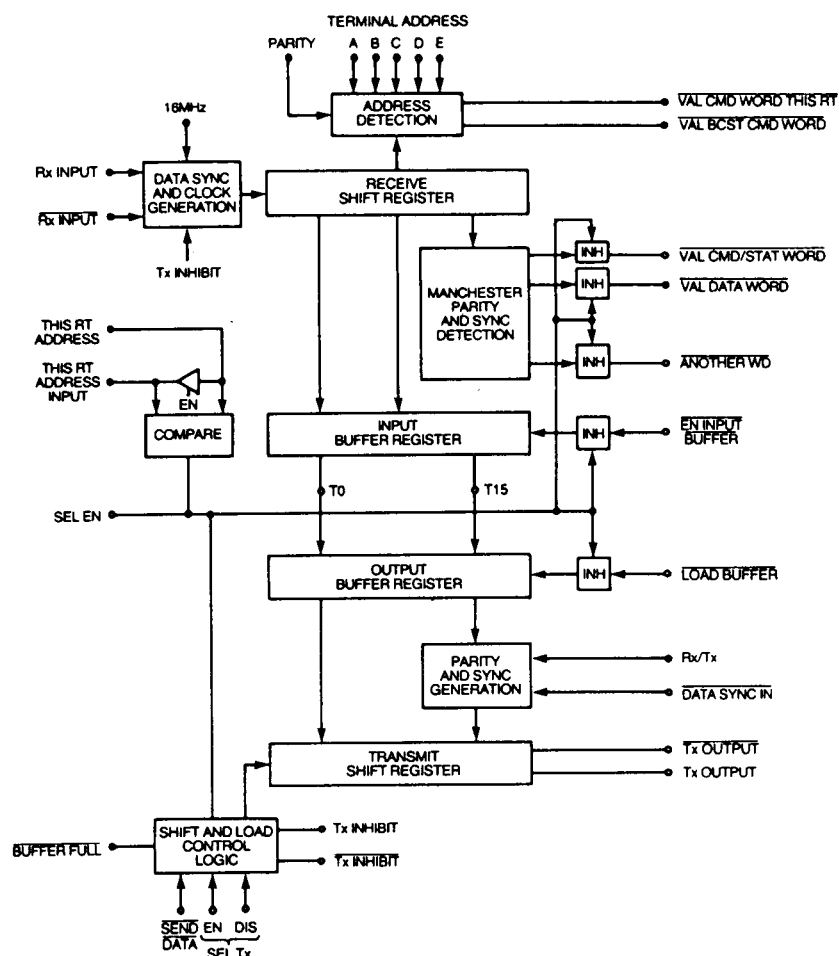 TERMINAL ADDRESS
PARITY A B C D E
ADDRESS
DETECTION
VAL CMD WORD THIS RT
VAL BCST CMD WORD
16MHz
Rx INPUT
Rx INPUT
DATA SYNC
AND CLOCK
GENERATION
Tx INHIBIT
RECEIVE
SHIFT REGISTER
MANCHESTER
PARITY
AND SYNC
DETECTION
INH
VAL CMD/STAT WORD
INH
VAL DATA WORD
INH
ANOTHER WD
THIS RT
ADDRESS
THIS RT
ADDRESS
INPUT
EN
COMPARE
INPUT
BUFFER REGISTER
INH
EN INPUT
BUFFER
T0
T15
SEL EN
OUTPUT
BUFFER REGISTER
INH
LOAD BUFFER
PARITY
AND SYNC
GENERATION
Rx/Tx
DATA SYNC IN
TRANSMIT
SHIFT REGISTER
Tx OUTPUT
Tx OUTPUT
BUFFER FULL
SHIFT AND LOAD
CONTROL
LOGIC
Tx INHIBIT
Tx INHIBIT
SEND
DATA
EN DIS
SEL Tx